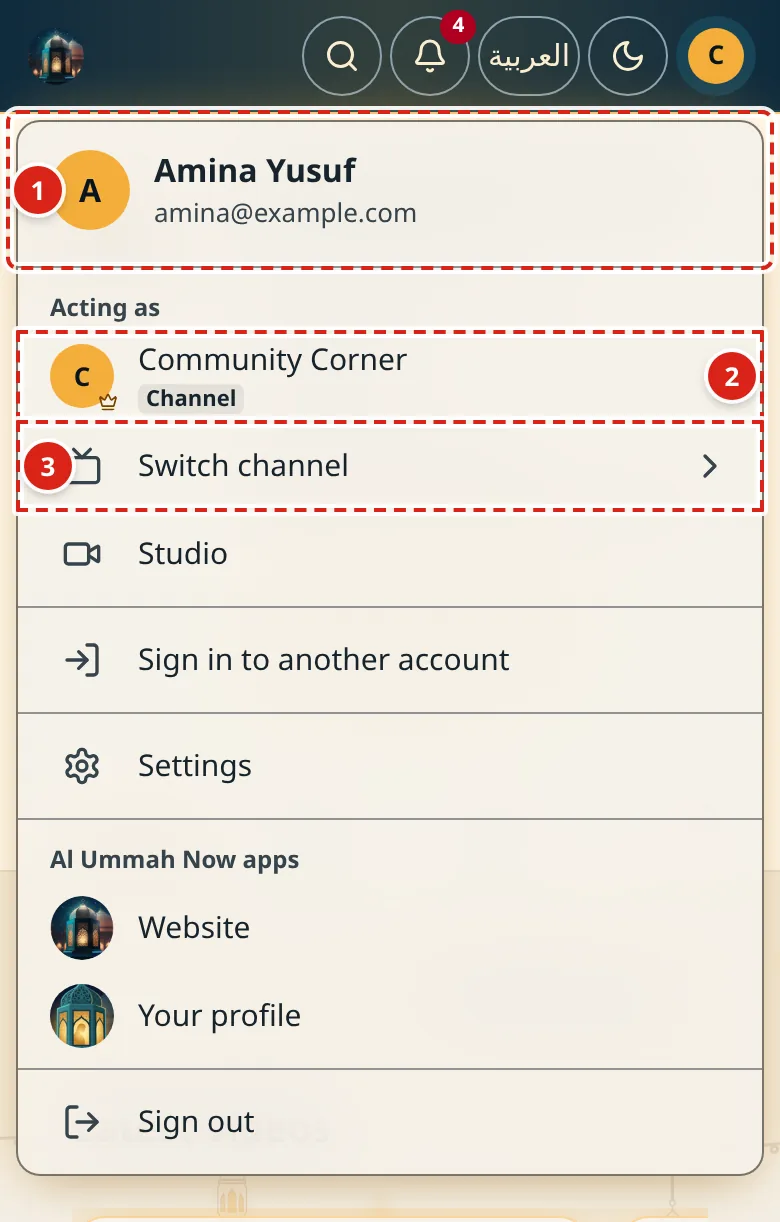 4
العربية
C
1
A
Amina Yusuf
amina@example.com
Acting as
C
Community Corner
Channel
2
3
Switch channel
Studio
Sign in to another account
Settings
Al Ummah Now apps
Website
Your profile
Sign out